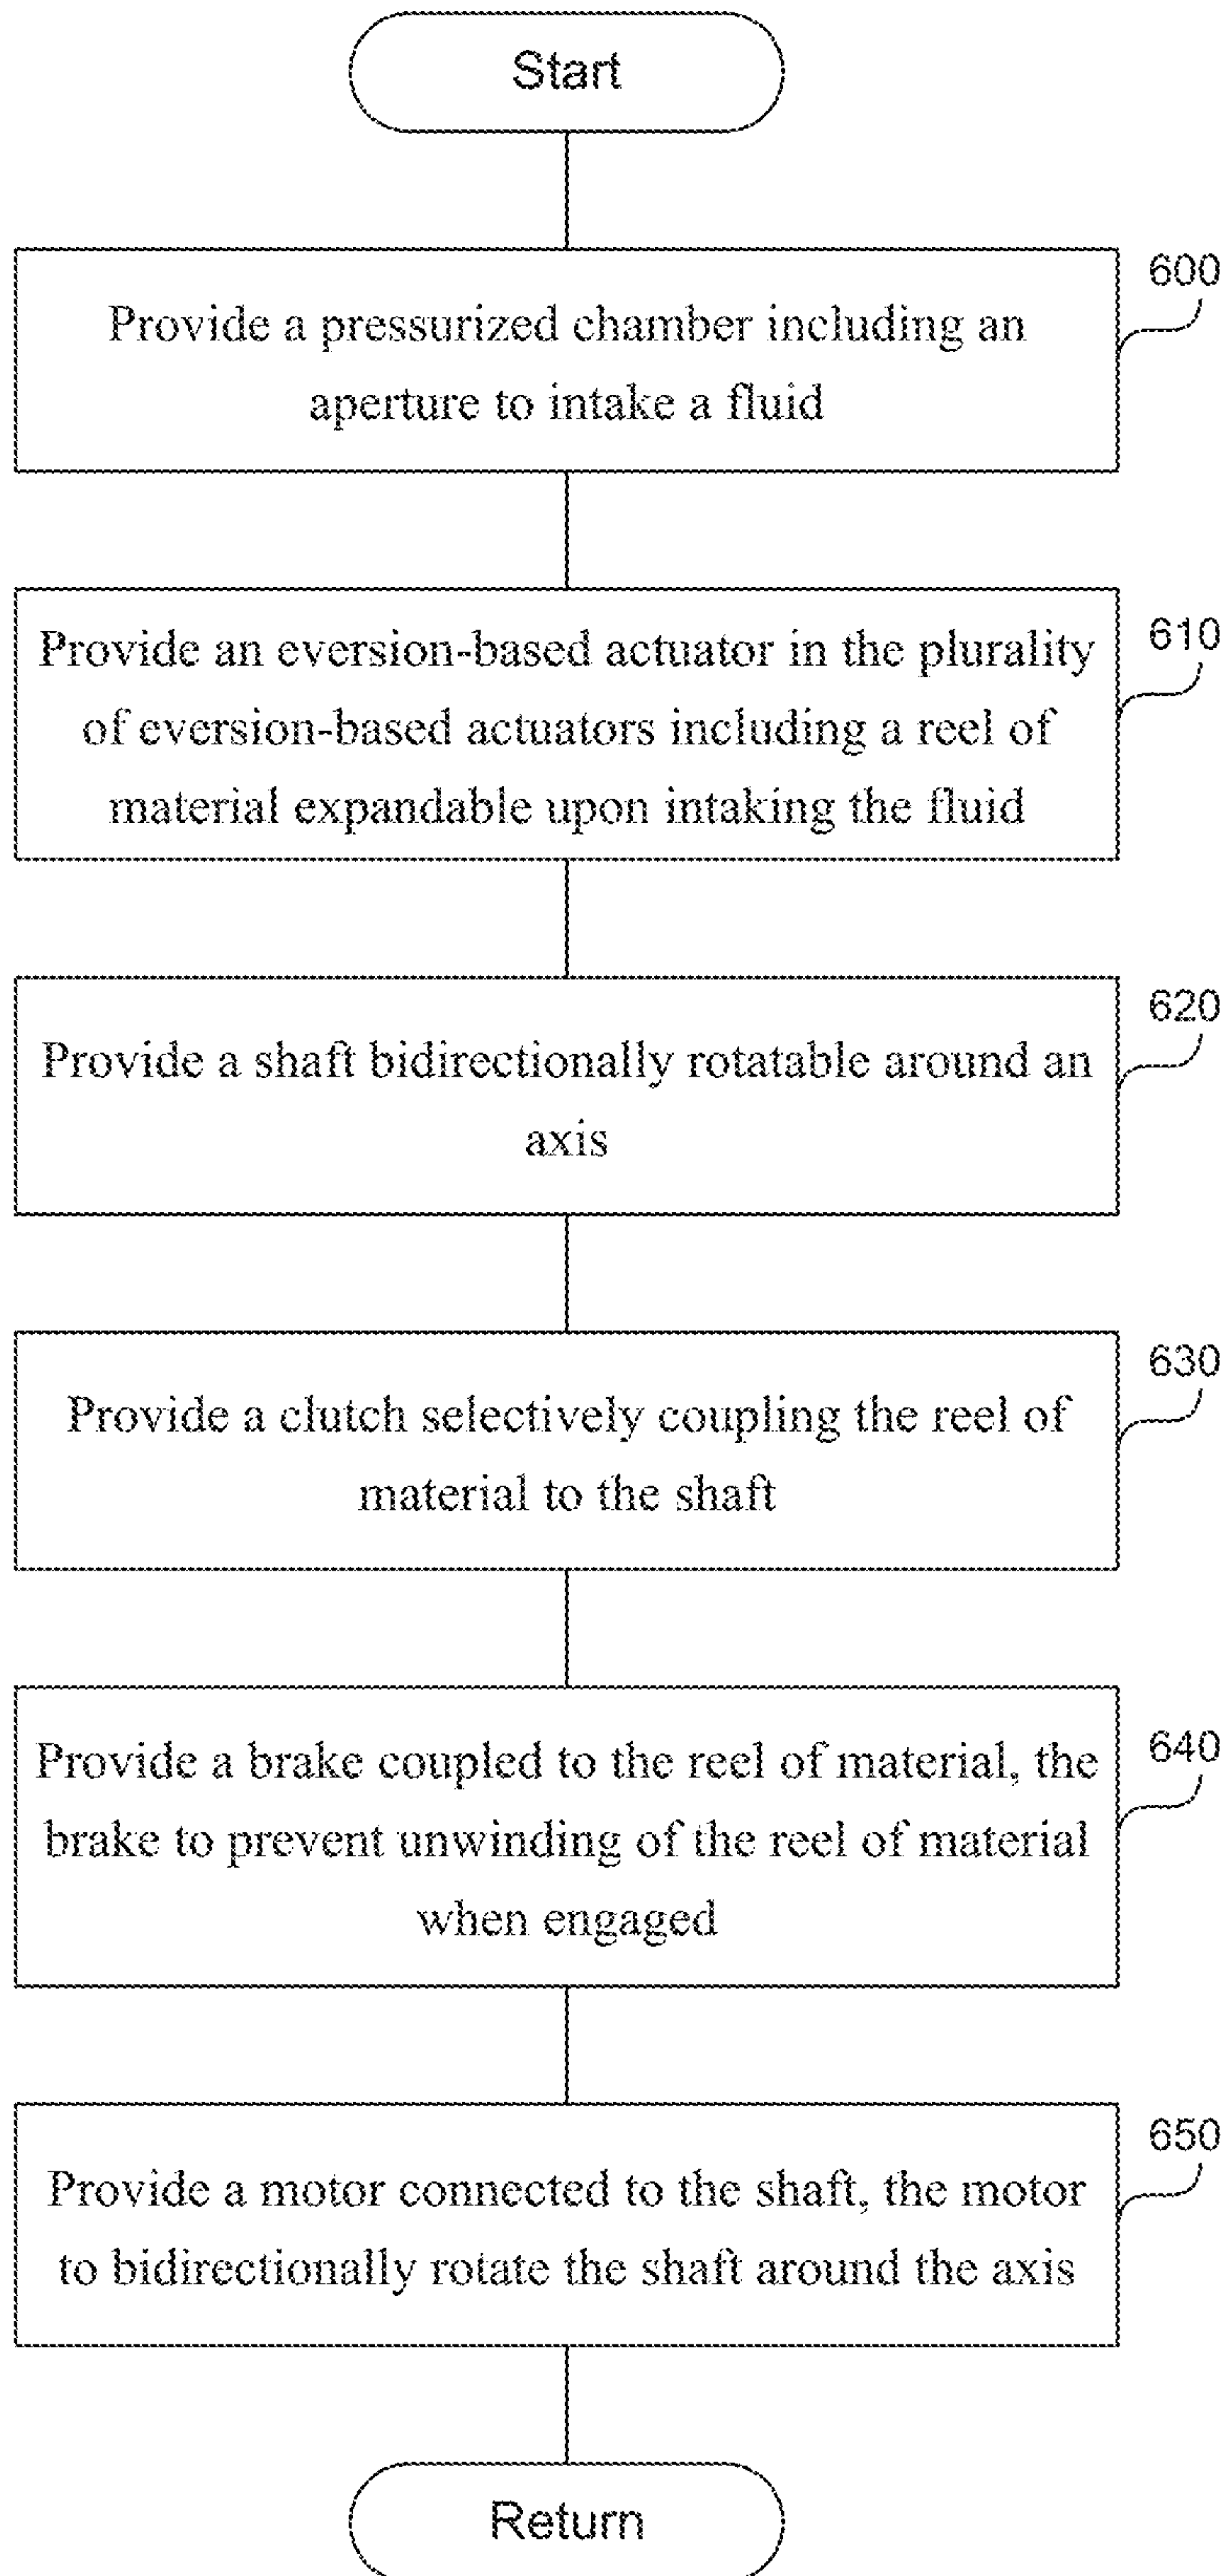 Start
600
Provide a pressurized chamber including an
aperture to intake a fluid
610
Provide an eversion-based actuator in the plurality
of eversion-based actuators including a reel of
material expandable upon intaking the fluid
620
Provide a shaft bidirectionally rotatable around an
axis
630
Provide a clutch selectively coupling the reel of
material to the shaft
640
Provide a brake coupled to the reel of material, the
brake to prevent unwinding of the reel of material
when engaged
650
Provide a motor connected to the shaft, the motor
to bidirectionally rotate the shaft around the axis
Return